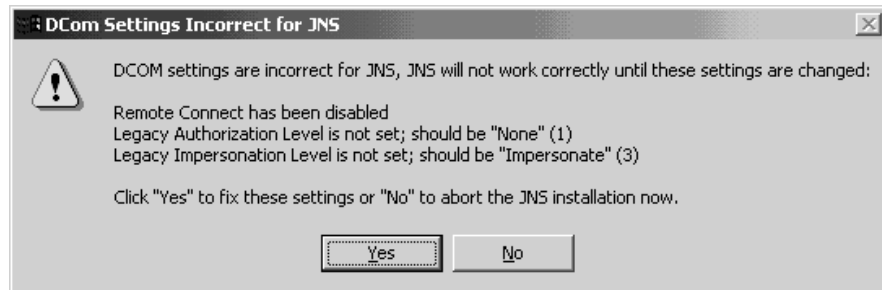 DCom Settings Incorrect for JNS
DCOM settings are incorrect for JNS, JNS will not work correctly until these settings are changed:
Remote Connect has been disabled
Legacy Authorization Level is not set; should be "None" (1)
Legacy Impersonation Level is not set; should be "Impersonate" (3)
Click "Yes" to fix these settings or "No" to abort the JNS installation now.
Yes
No